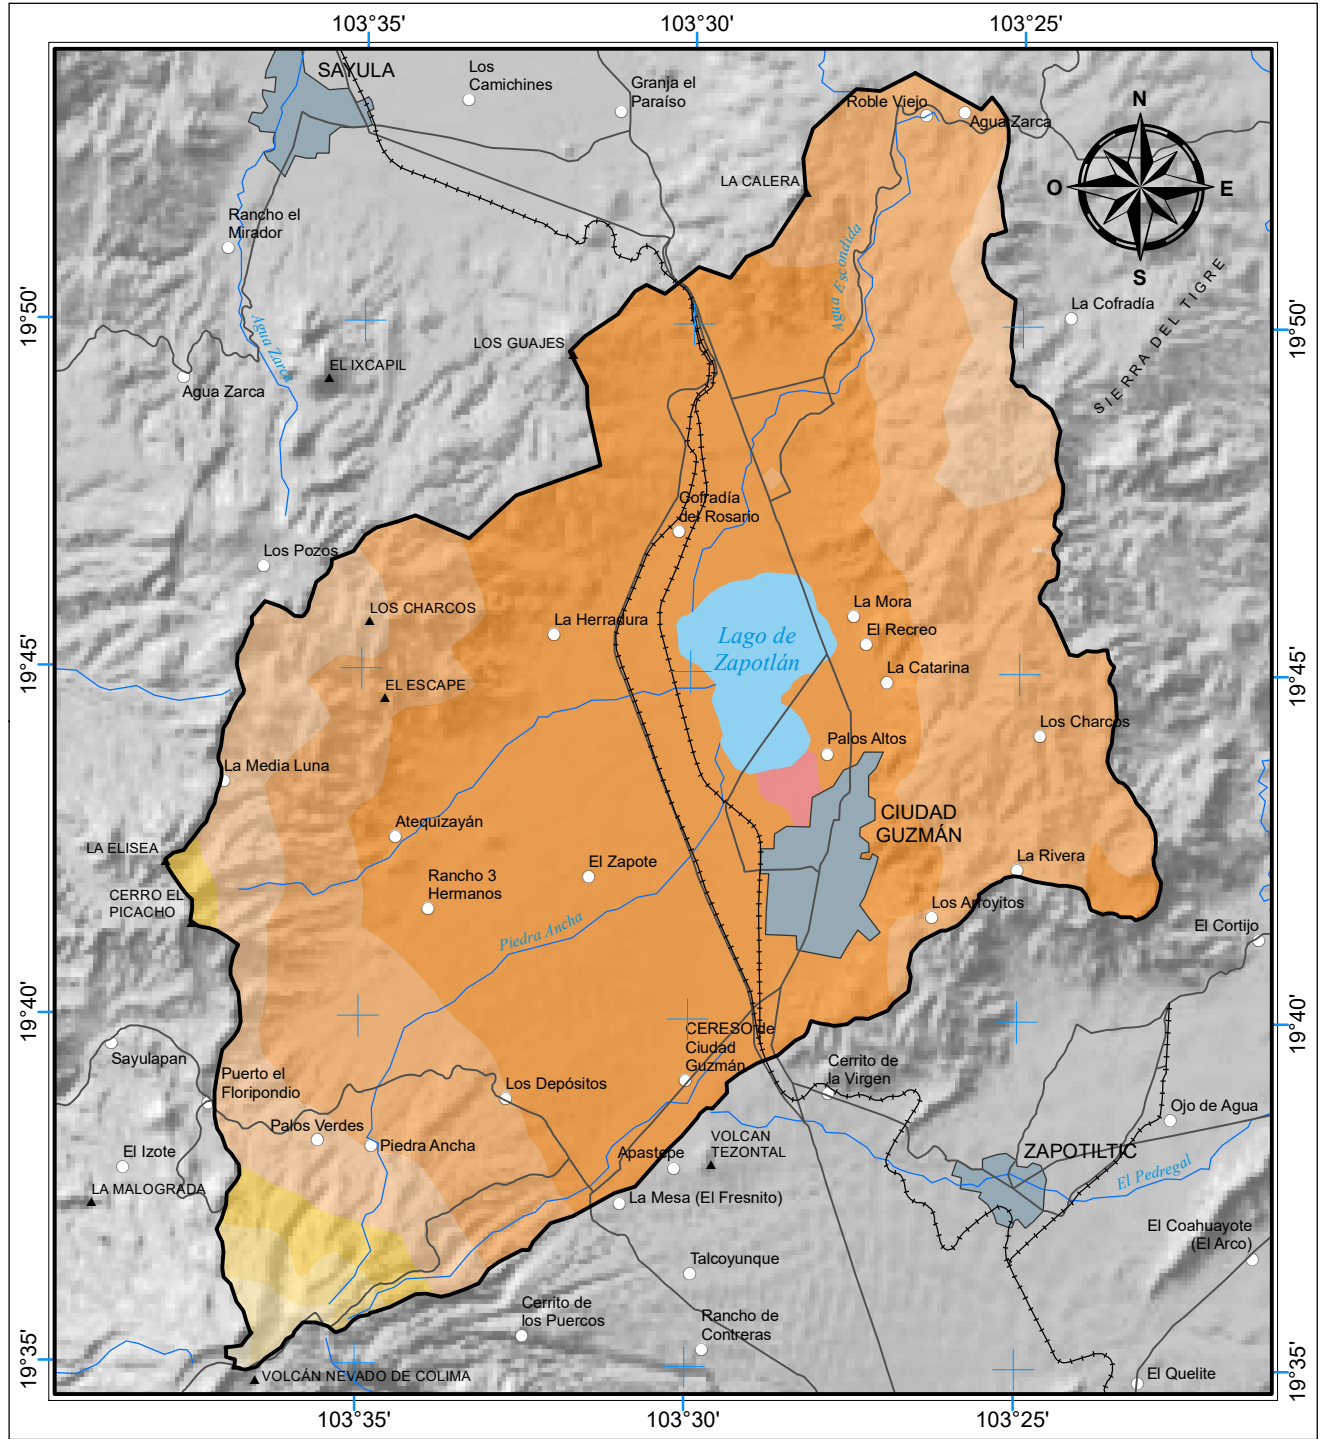 103°35'
103°30'
103°25'
SAYULA
Los
Camichines
Granja el
Paraíso
Roble Viejo
Agua Zarca
N
O
E
S
LA CALERA
Rancho el
Mirador
Agua Escondida
SIERRA DEL TIGRE
La Cofradía
19°50'
19°50'
Agua Zarca
LOS GUAJES
EL IXCAPIL
Agua Zarca
Cofradía
del Rosario
Los Pozos
LOS CHARCOS
La Herradura
La Mora
El Recreo
Lago de
Zapotlán
La Catarina
19°45'
19°45'
EL ESCAPE
Los Charcos
Palos Altos
La Media Luna
Atequizayán
CIUDAD
GUZMÁN
LA ELISEA
El Zapote
La Rivera
CERRO EL
PICACHO
Rancho 3
Hermanos
Los Arroyitos
Piedra Ancha
El Cortijo
19°40'
19°40'
CERESO de
Ciudad
Guzmán
Sayulapan
Puerto el
Floripondio
Los Depósitos
Cerrito de
la Virgen
Ojo de Agua
Palos Verdes
Piedra Ancha
El Izote
Apastepe
VOLCAN
TEZONTAL
ZAPOTILTIC
El Pedregal
LA MALOGRADA
La Mesa (El Fresnito)
El Coahuayote
(El Arco)
Talcoyunque
Cerrito de
los Puercos
Rancho de
Contreras
19°35'
19°35'
VOLCÁN NEVADO DE COLIMA
El Quelite
103°35'
103°30'
103°25'